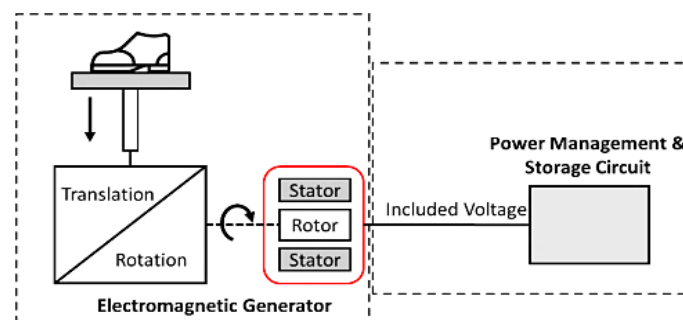 Power Management &
Storage Circuit
Translation
Rotation
Stator
Rotor
Stator
Included Voltage
Electromagnetic Generator